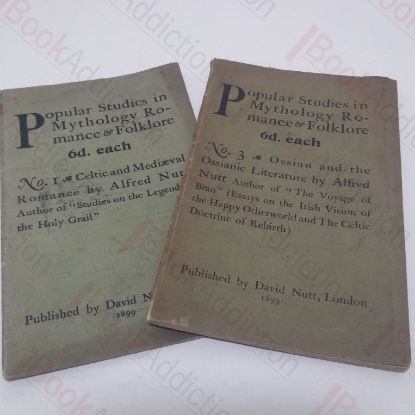 Popular Studies in
Mythology Ro-
mance & Folklore
6d. each
No. 1 Celtic and Mediæval
Romance by Alfred Nutt
Author of "Studies on the Legend
the Holy Grail"
Published by David Nutt
1899
Popular Studies in
Mythology Ro-
mance & Folklore
6d. each
No. 3 Ossian and the
Ossianic Literature by Alfred
Nutt Author of "The Voyage of
Bran" (Essays on the Irish Vision of
the Happy Otherworld and The Celtic
Doctrine of Rebirth)
Published by David Nutt, London
1899
BookAddiction